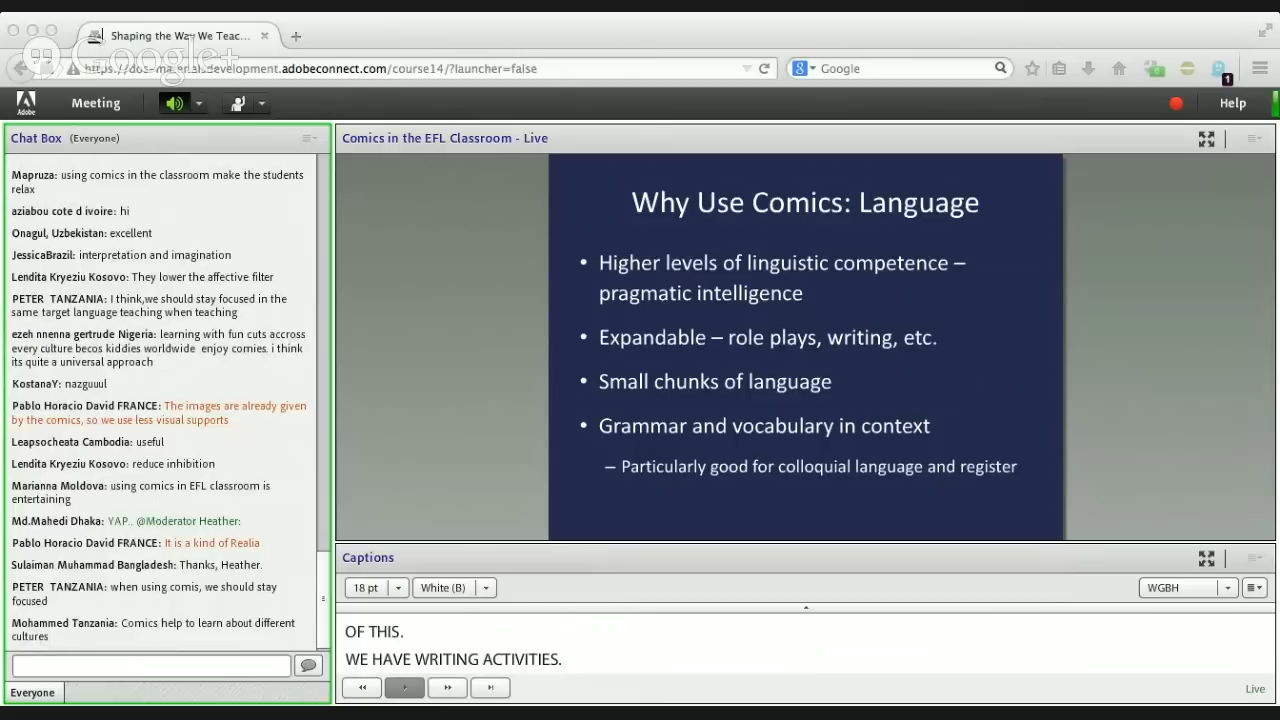 Shaping the Way We Teac...
Google+
adobeconnect.com/course14/?launcher=false
Google
1
Adobe
Meeting
Help
Chat Box (Everyone)
Mapruza: using comics in the classroom make the students
relax
aziabou cote d ivoire: hi
Onagul, Uzbekistan: excellent
JessicaBrazil: interpretation and imagination
Lendita Kryeziu Kosovo: They lower the affective filter
PETER TANZANIA: I think,we should stay focused in the
same target language teaching when teaching
ezeh nnenna gertrude Nigeria: learning with fun cuts accross
every culture becos kiddies worldwide enjoy comies. i think
its quite a universal approach
KostanaY: nazguuul
Pablo Horacio David FRANCE: The images are already given
by the comics, so we use less visual supports
Leapsocheata Cambodia: useful
Lendita Kryeziu Kosovo: reduce inhibition
Marianna Moldova: using comics in EFL classroom is
entertaining
Md.Mahedi Dhaka: YAP.. @Moderator Heather:
Pablo Horacio David FRANCE: It is a kind of Realia
Sulaiman Muhammad Bangladesh: Thanks, Heather.
PETER TANZANIA: when using comis, we should stay
focused
Mohammed Tanzania: Comics help to learn about different
cultures
Everyone
Comics in the EFL Classroom - Live
Why Use Comics: Language
• Higher levels of linguistic competence –
pragmatic intelligence
• Expandable – role plays, writing, etc.
• Small chunks of language
• Grammar and vocabulary in context
– Particularly good for colloquial language and register
Captions
18 pt
White (B)
WGBH
OF THIS.
WE HAVE WRITING ACTIVITIES.
Live